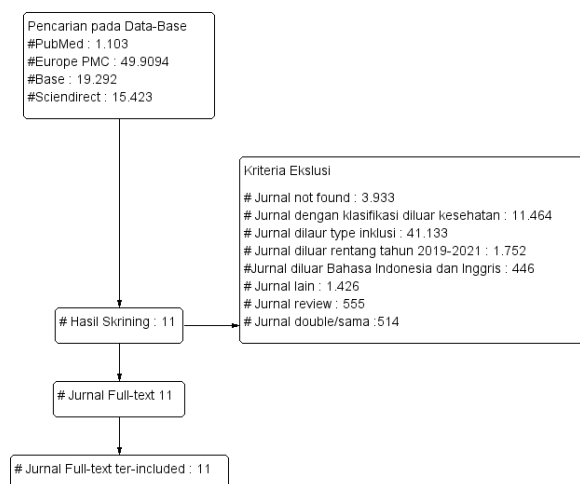 Pencarian pada Data-Base
#PubMed : 1.103
#Europe PMC : 49.9094
#Base : 19.292
#Sciendirect : 15.423
Kriteria Ekslusi
# Jurnal not found : 3.933
# Jurnal dengan klasifikasi diluar kesehatan : 11.464
# Jurnal dilaur type inklusi : 41.133
# Jurnal diluar rentang tahun 2019-2021 : 1.752
#Jurnal diluar Bahasa Indonesia dan Inggris : 446
# Jurnal lain : 1.426
# Jurnal review : 555
# Jurnal double/sama :514
# Hasil Skrining : 11
# Jurnal Full-text 11
# Jurnal Full-text ter-included : 11